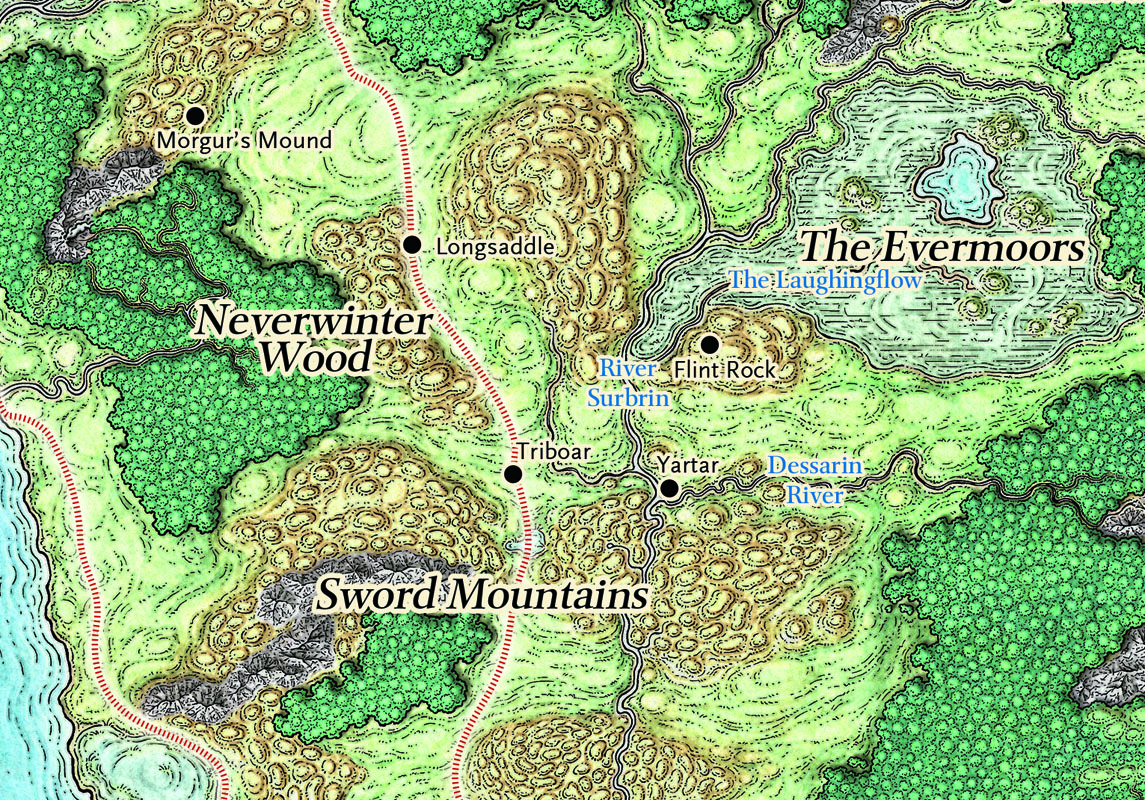 Morgur's Mound
Longsaddle
The Evermoors
The Laughingflow
Neverwinter
Wood
River
Surbrin
Flint Rock
Triboar
Yartar
Dessarin
River
Sword Mountains